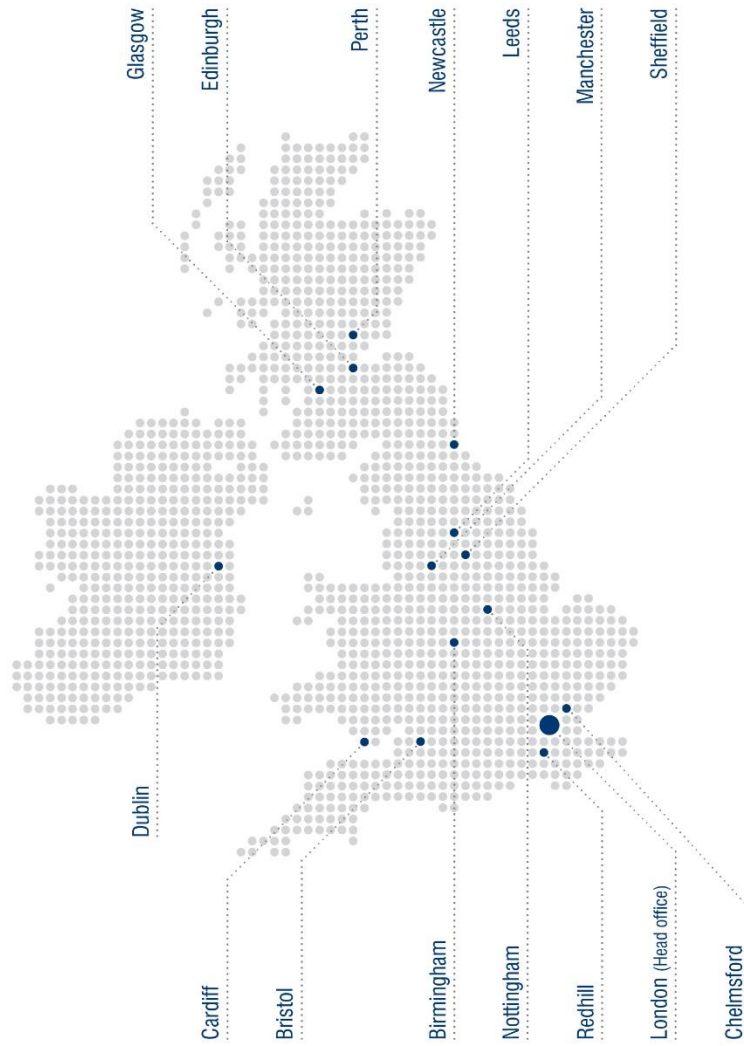 Glasgow
Edinburgh
Perth
Newcastle
Leeds
Manchester
Sheffield
Dublin
Cardiff
Bristol
Birmingham
Nottingham
Redhill
London (Head office)
Chelmsford